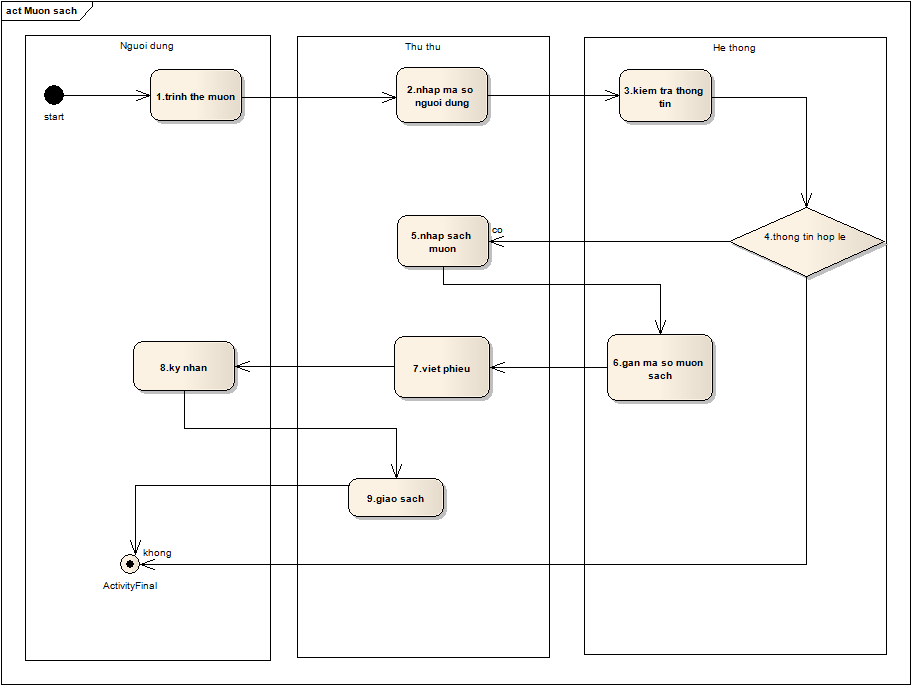 act Muon sach
Nguoi dung
Thu thu
He thong
start
1.trinh the muon
2.nhap ma so
nguoi dung
3.kiem tra thong
tin
4.thong tin hop le
co
5.nhap sach
muon
6.gan ma so muon
sach
7.viet phieu
8.ky nhan
9.giao sach
khong
ActivityFinal